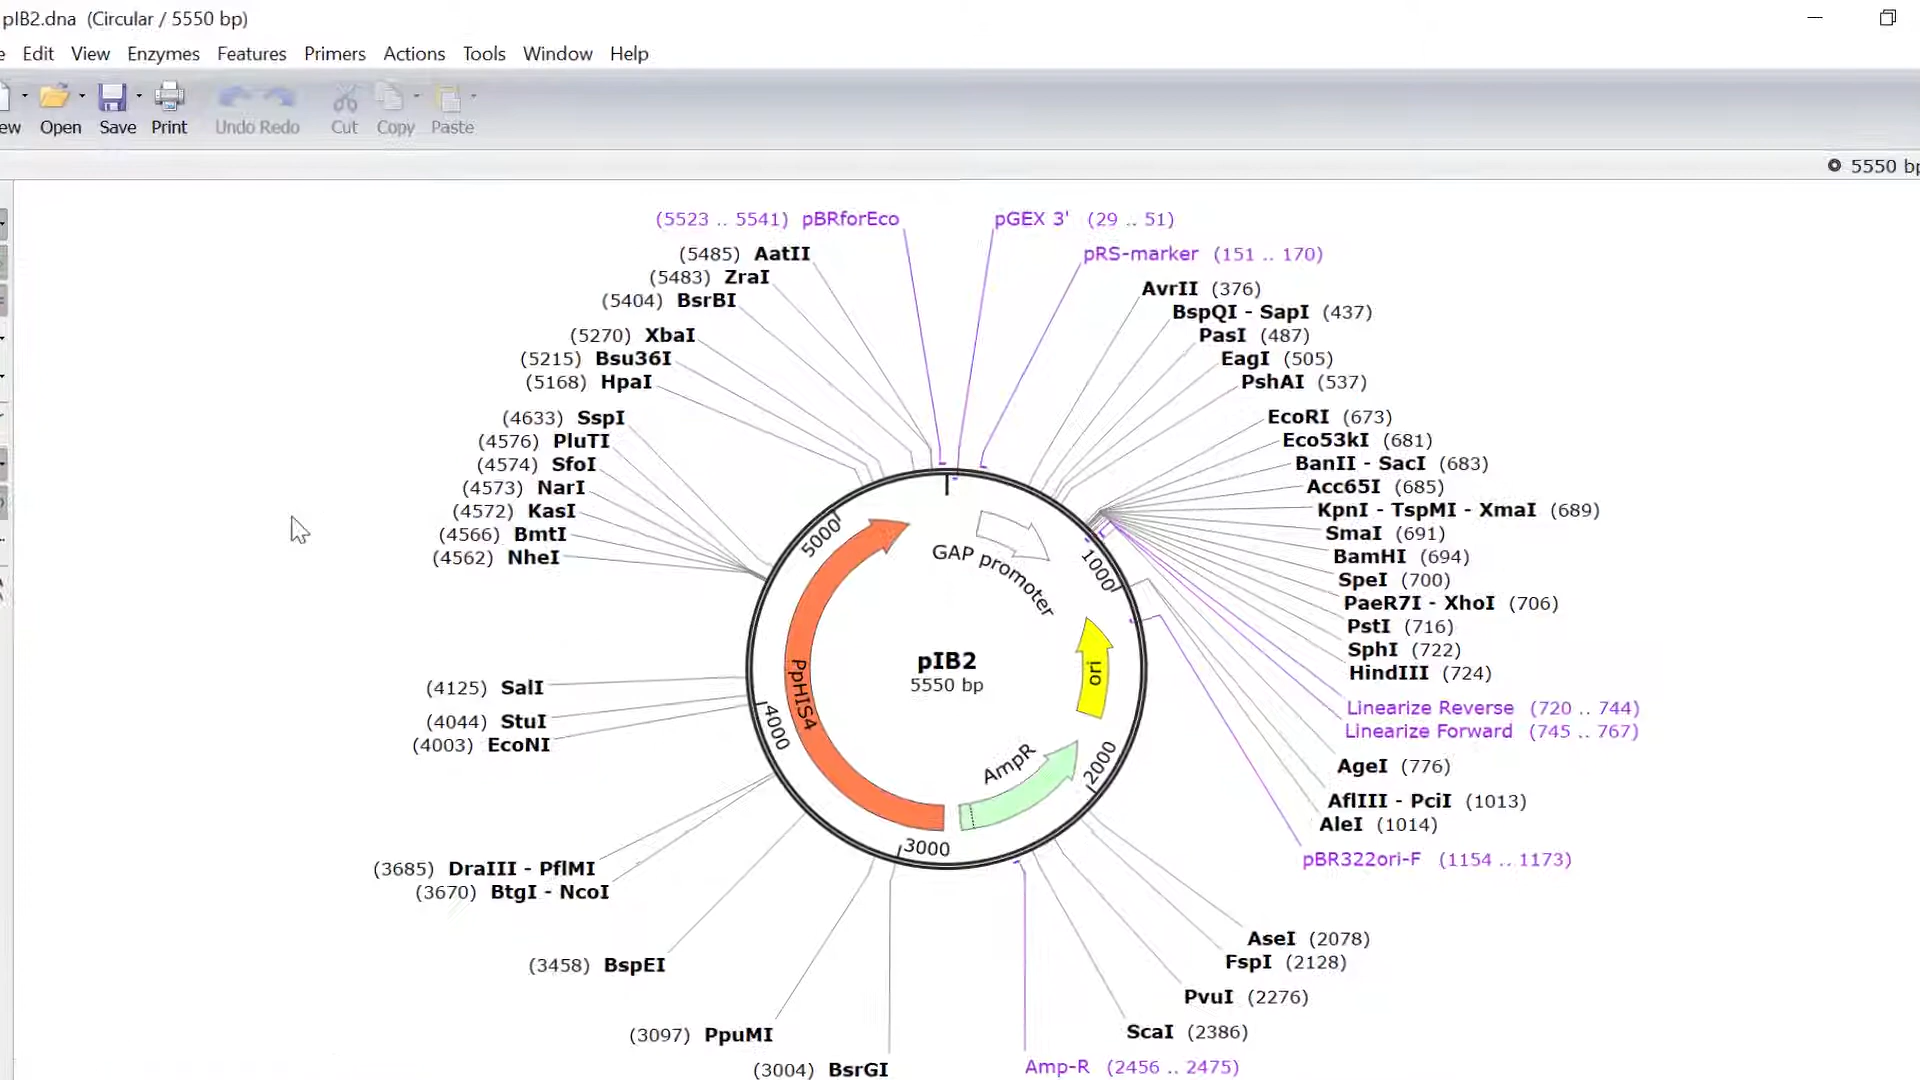 pIB2.dna (Circular / 5550 bp)
Edit View Enzymes Features Primers Actions Tools Window Help
Open Save Print Undo Redo Cut Copy Paste
5550 bp
(5523 .. 5541) pBRforEco
pGEX 3' (29 .. 51)
(5485) AatII
pRS-marker (151 .. 170)
(5483) ZraI
(5404) BsrBI
AvrII (376)
BspQI - SapI (437)
(5270) XbaI
PasI (487)
(5215) Bsu36I
EagI (505)
(5168) HpaI
PshAI (537)
(4633) SspI
EcoRI (673)
(4576) PluTI
Eco53kI (681)
(4574) SfoI
BanII - SacI (683)
(4573) NarI
Acc65I (685)
(4572) KasI
KpnI - TspMI - XmaI (689)
(4566) BmtI
SmaI (691)
(4562) NheI
BamHI (694)
SpeI (700)
PaeR7I - XhoI (706)
PstI (716)
SphI (722)
HindIII (724)
5000
GAP promoter
1000
pIB2
5550 bp
ori
PpHIS4
4000
AmpR
2000
3000
(4125) SalI
Linearize Reverse (720 .. 744)
(4044) StuI
Linearize Forward (745 .. 767)
(4003) EcoNI
AgeI (776)
AflIII - PciI (1013)
AleI (1014)
pBR322ori-F (1154 .. 1173)
(3685) DraIII - PflMI
(3670) BtgI - NcoI
AseI (2078)
(3458) BspEI
FspI (2128)
PvuI (2276)
(3097) PpuMI
ScaI (2386)
(3004) BsrGI
Amp-R (2456 .. 2475)